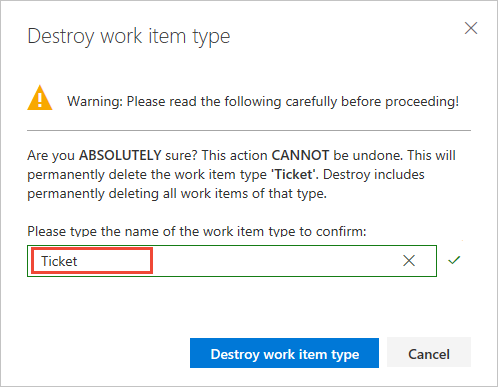 Destroy work item type
Warning: Please read the following carefully before proceeding!
Are you ABSOLUTELY sure? This action CANNOT be undone. This will
permanently delete the work item type 'Ticket'. Destroy includes
permanently deleting all work items of that type.
Please type the name of the work item type to confirm:
Ticket
Destroy work item type
Cancel